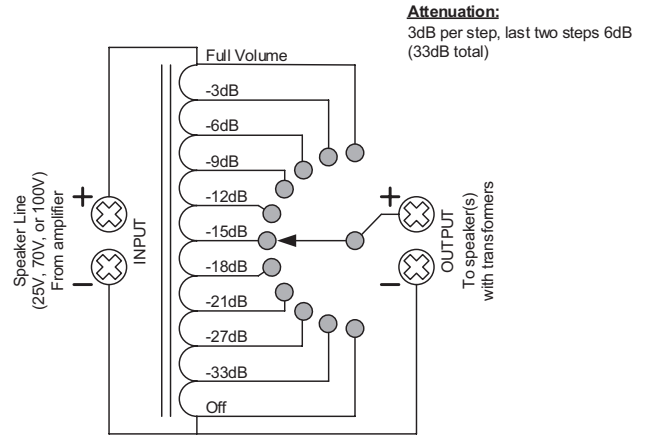 Attenuation:
3dB per step, last two steps 6dB
(33dB total)
Full Volume
-3dB
-6dB
-9dB
-12dB
-15dB
-18dB
-21dB
-27dB
-33dB
Off
Speaker Line
(25V, 70V, or 100V)
From amplifier
+
−
INPUT
+
−
OUTPUT
To speaker(s)
with transformers